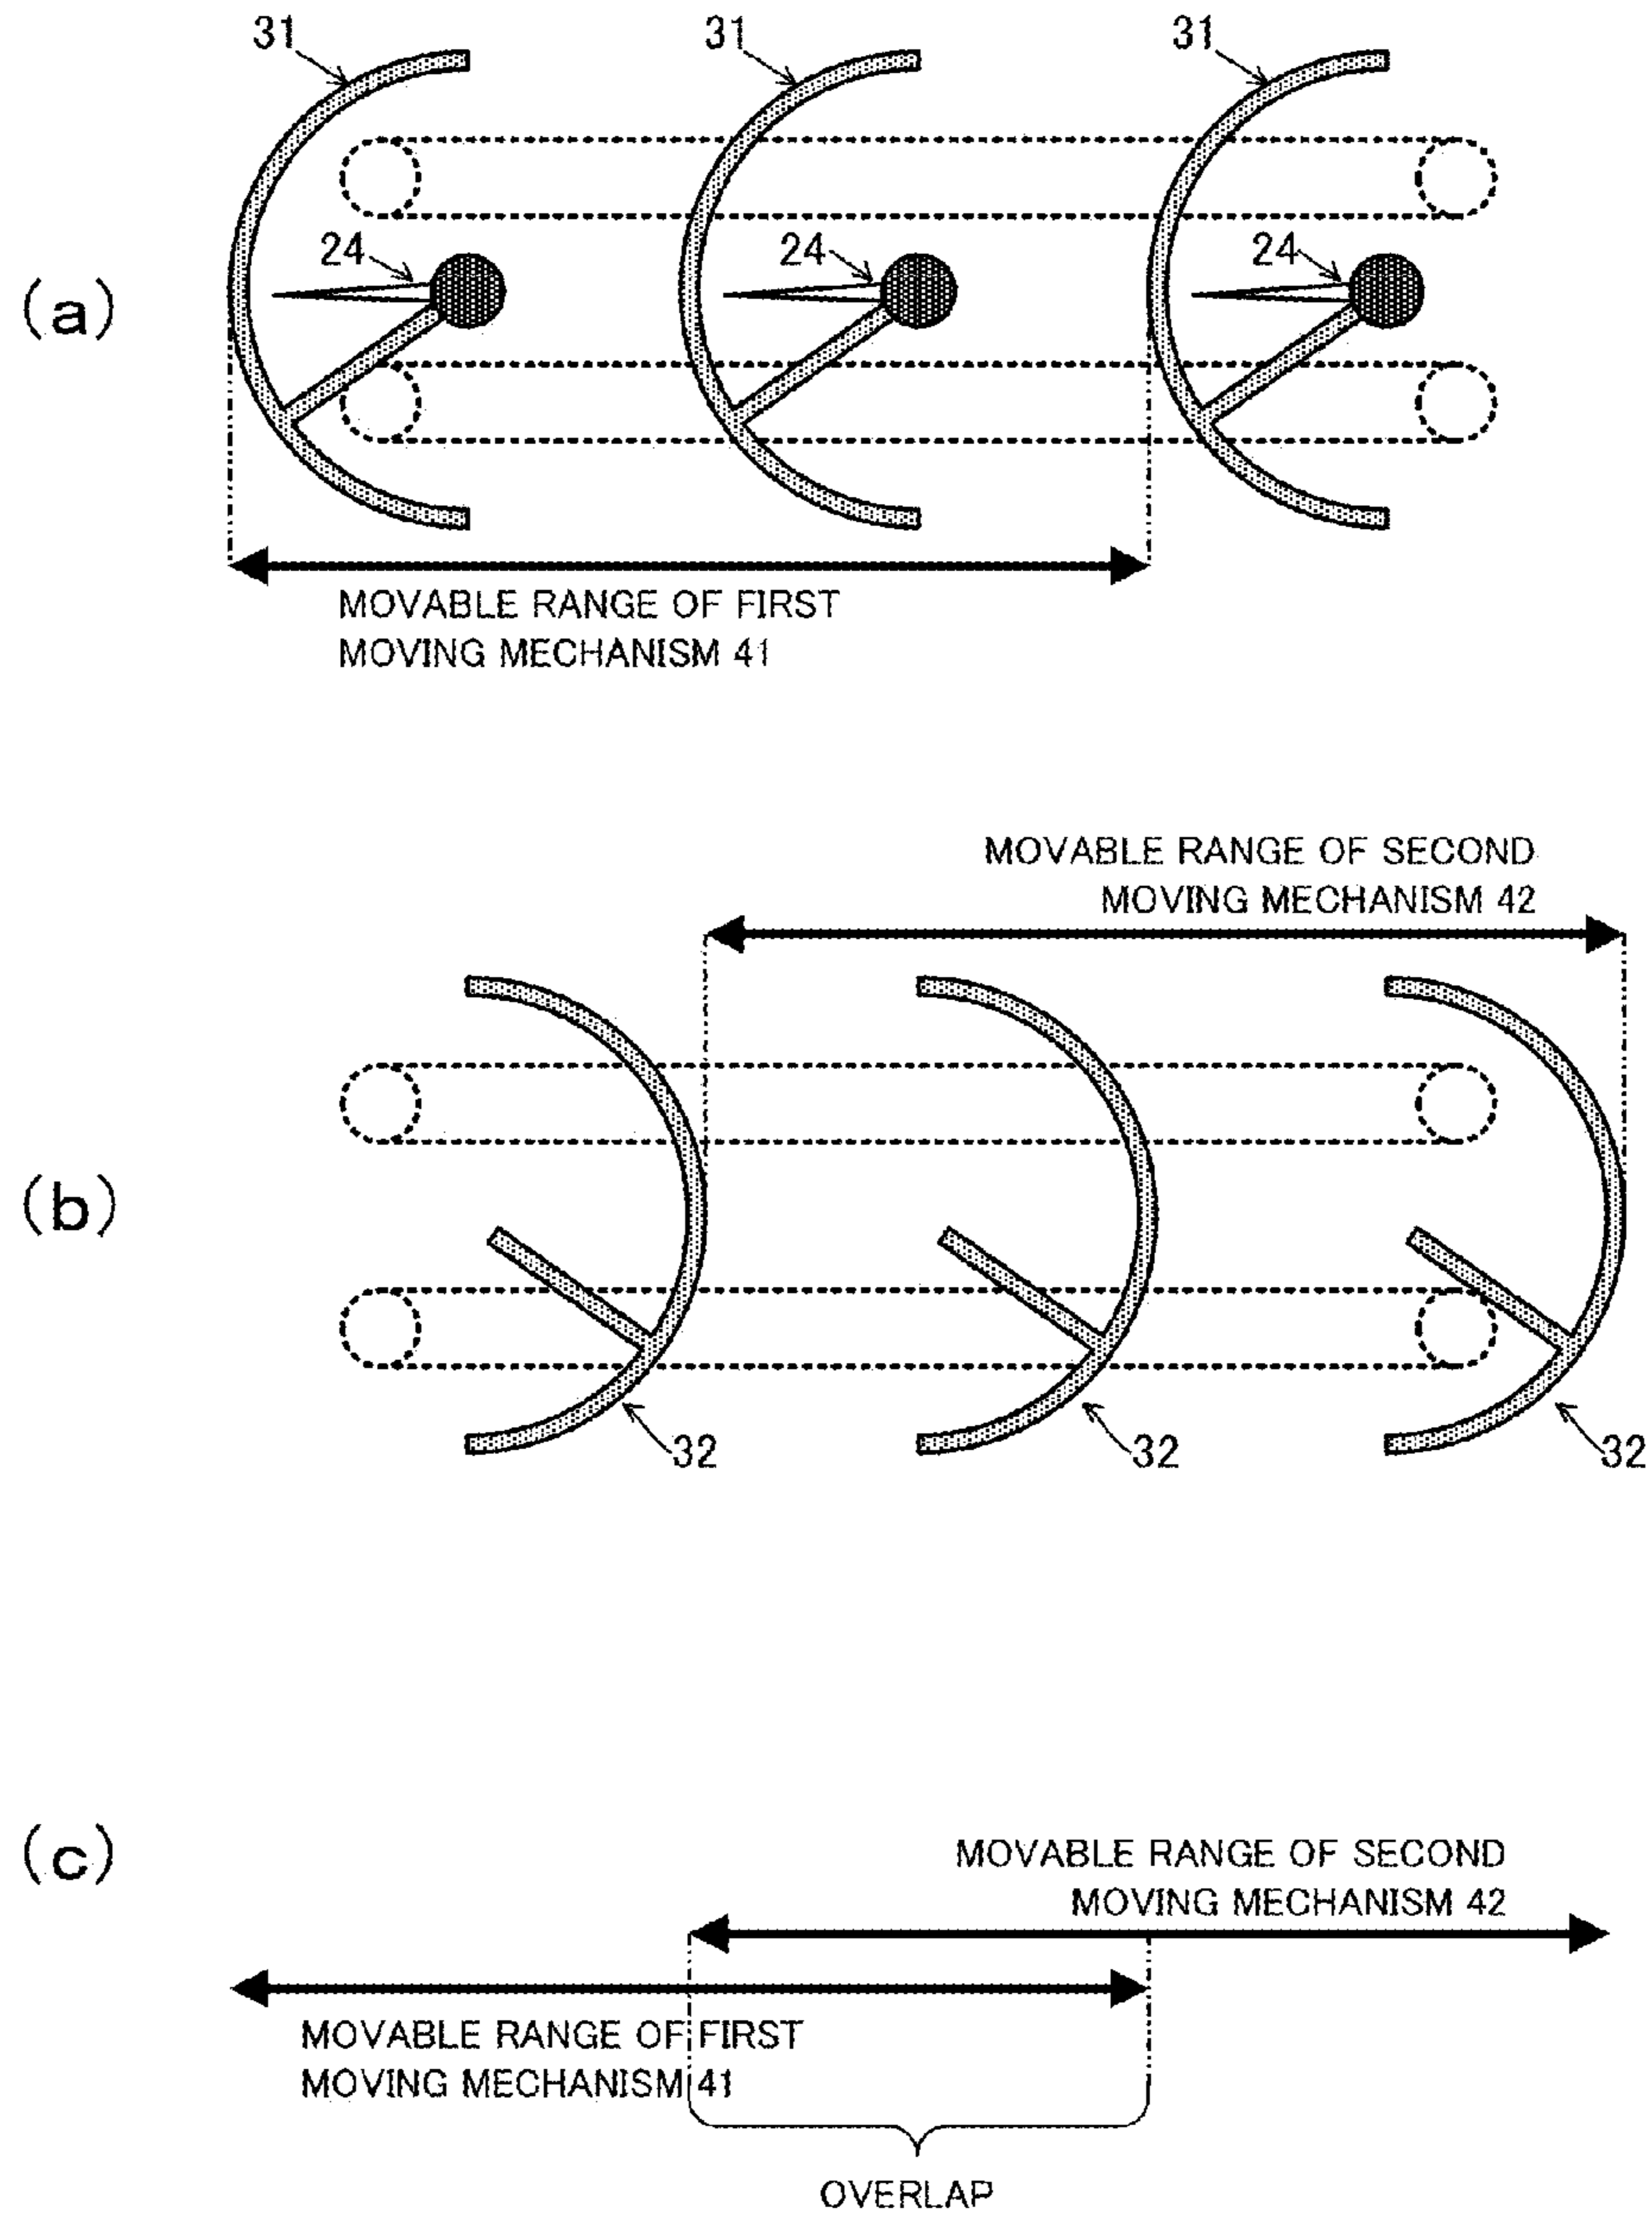 31 31 31
24 24 24
(a)
MOVABLE RANGE OF FIRST
MOVING MECHANISM 41
MOVABLE RANGE OF SECOND
MOVING MECHANISM 42
(b)
32 32 32
(c)
MOVABLE RANGE OF SECOND
MOVING MECHANISM 42
MOVABLE RANGE OF FIRST
MOVING MECHANISM 41
OVERLAP